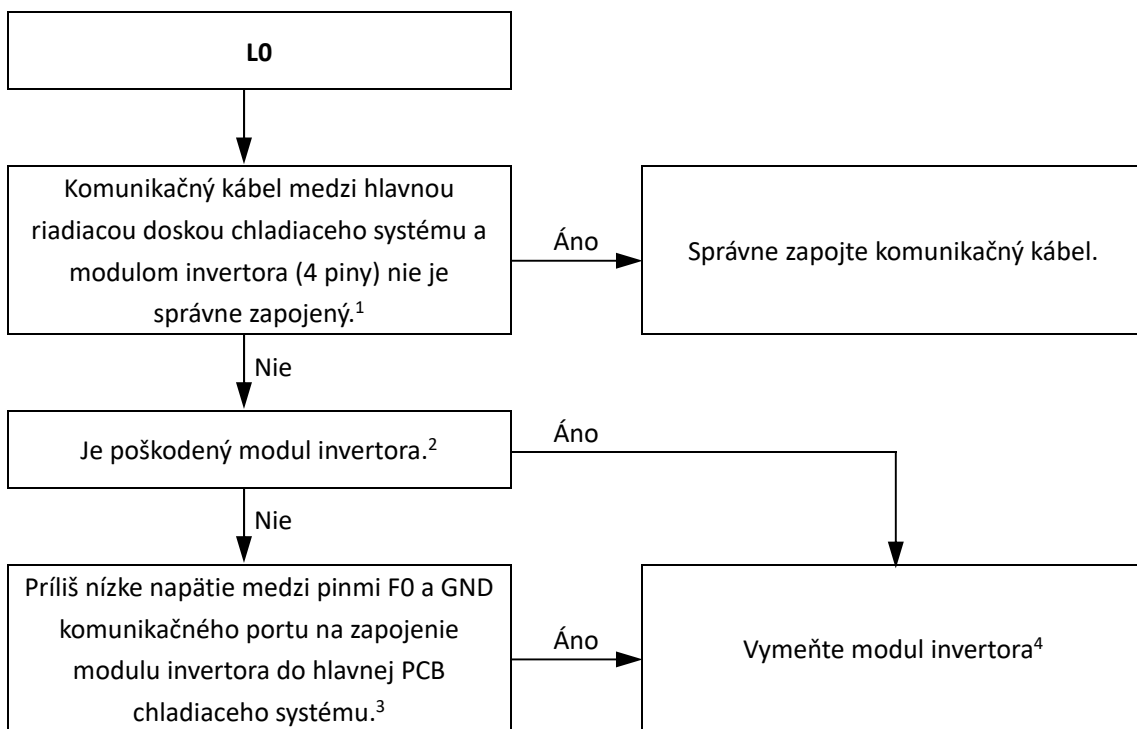 L0
Komunikačný kábel medzi hlavnou
riadiacou doskou chladiaceho systému a
modulom invertora (4 piny) nie je
správne zapojený.¹
Áno
Správne zapojte komunikačný kábel.
Nie
Je poškodený modul invertora.²
Áno
Nie
Príliš nízke napätie medzi pinmi F0 a GND
komunikačného portu na zapojenie
modulu invertora do hlavnej PCB
chladiaceho systému.³
Áno
Vymeňte modul invertora⁴